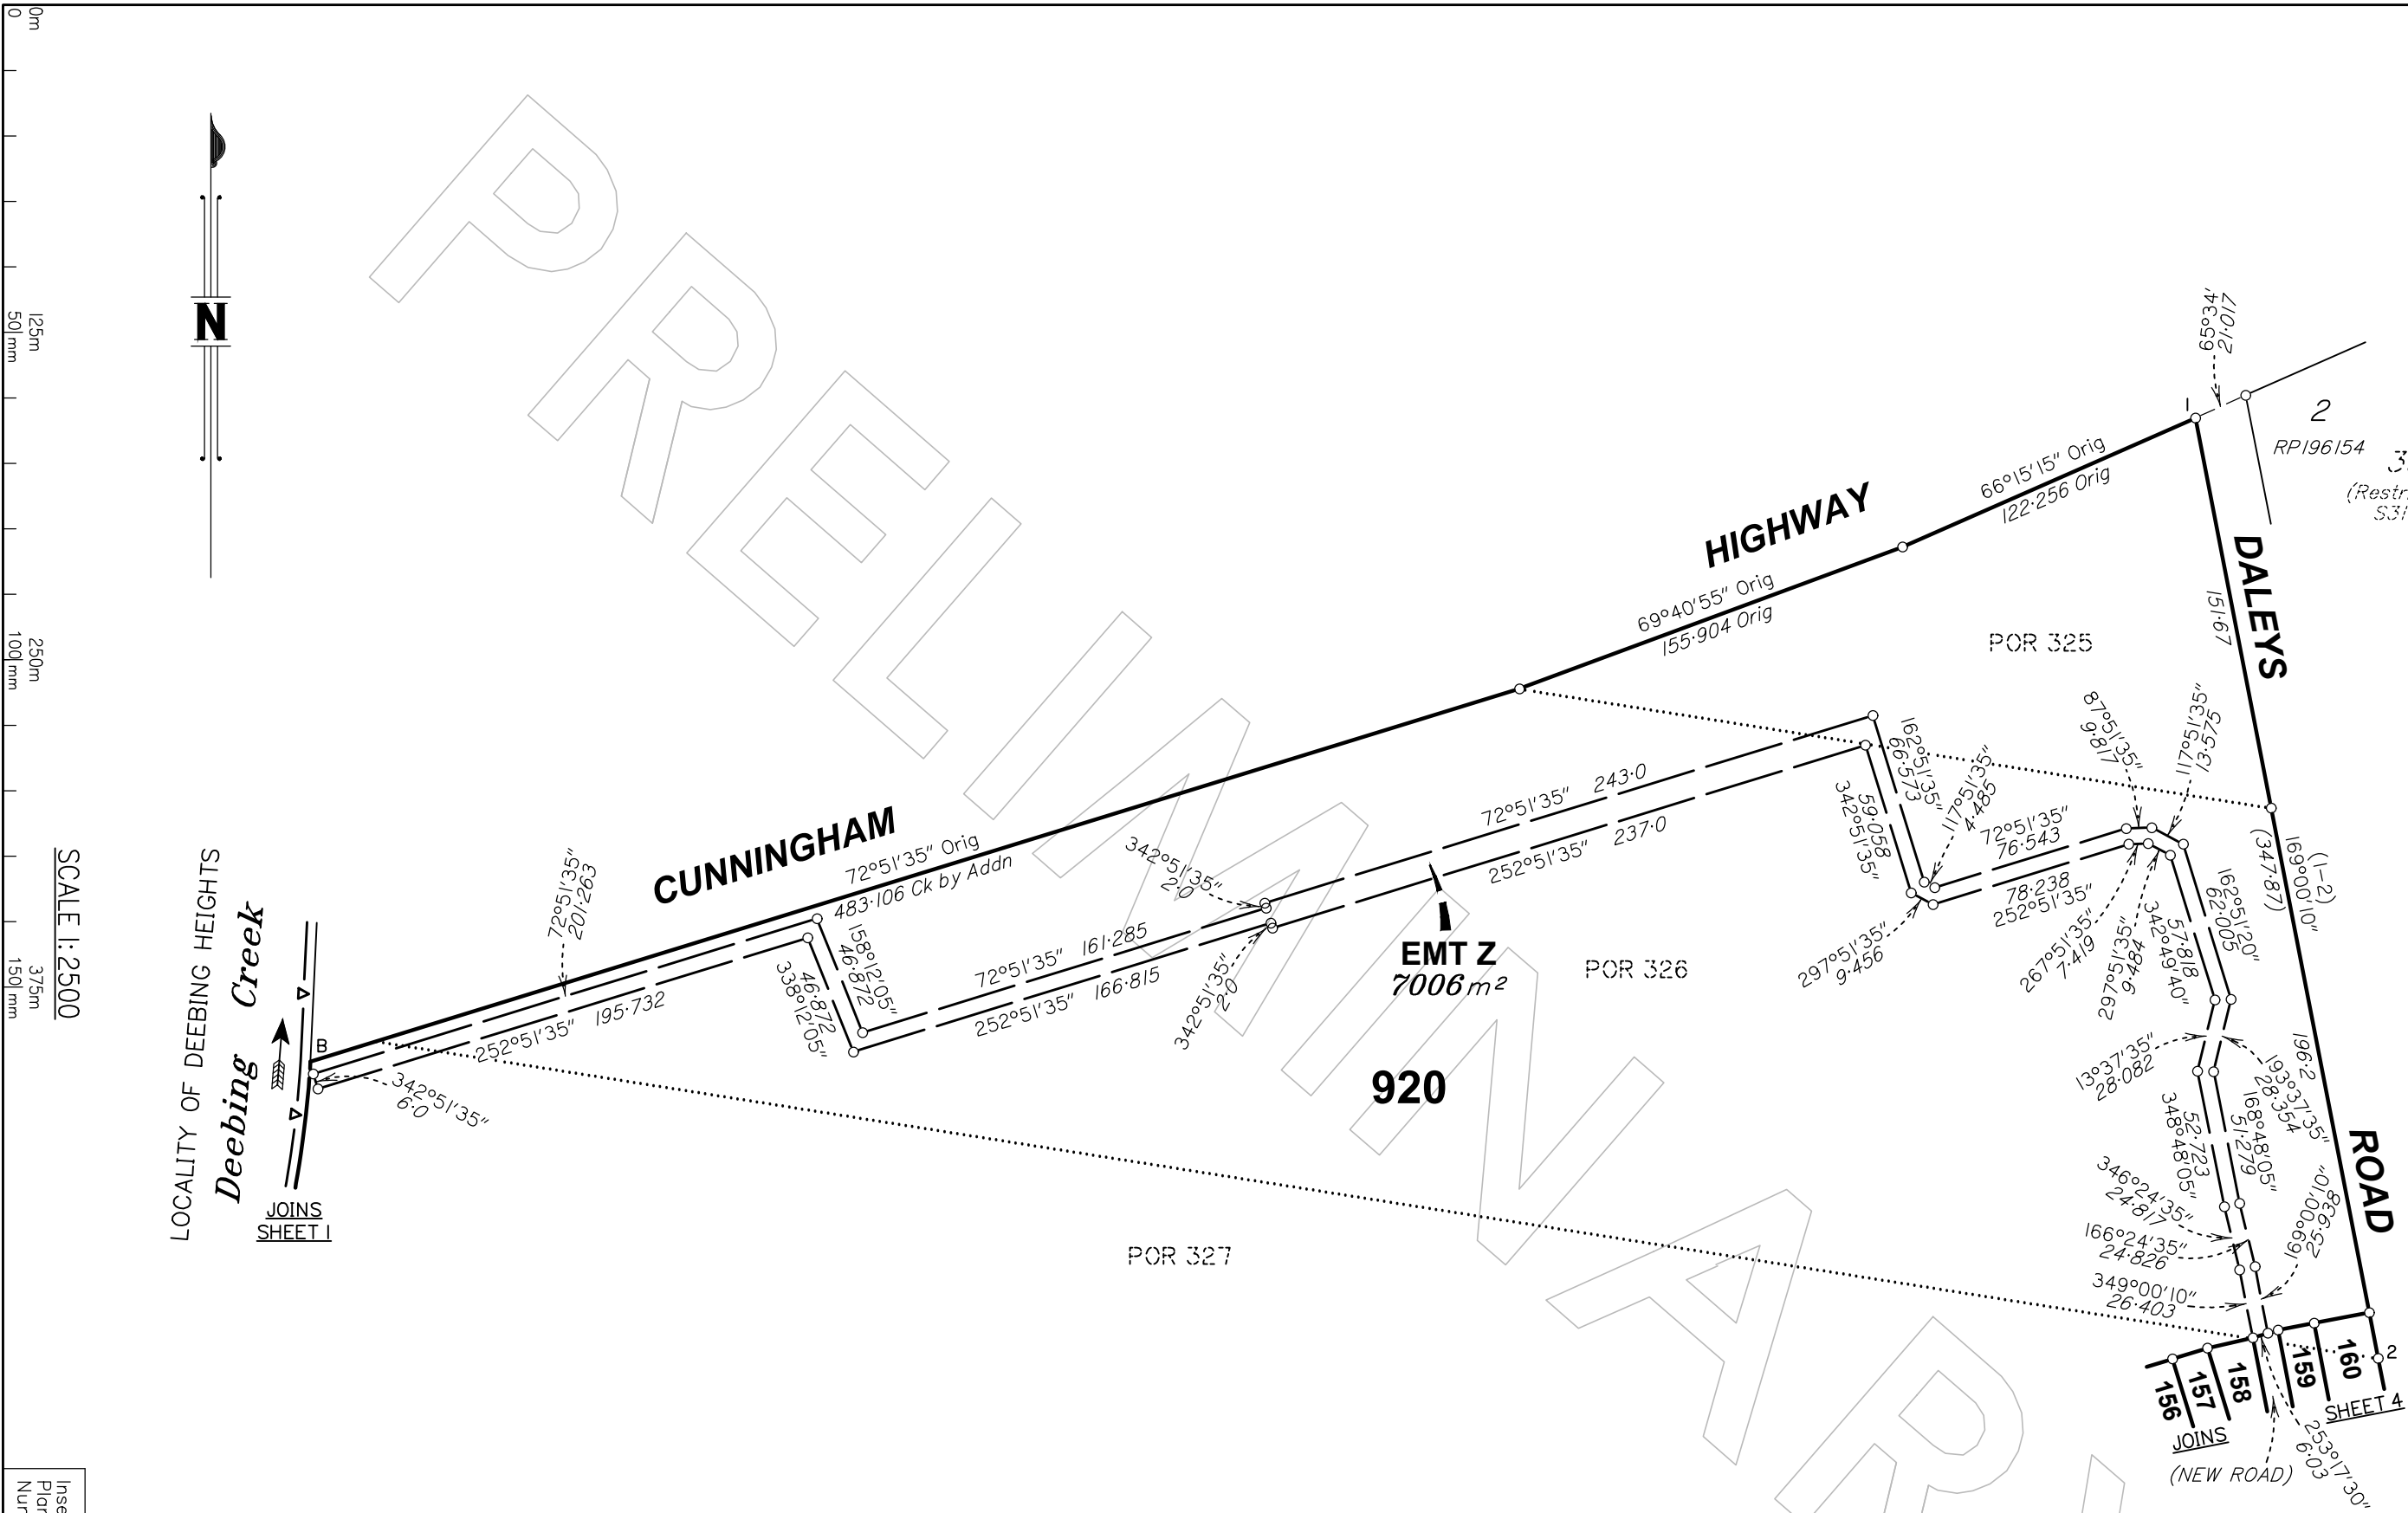 PRELIMINAR
0m
0
125m
50mm
250m
100mm
375m
150mm
SCALE 1:2500
N
LOCALITY OF DEEBING HEIGHTS
Deebing Creek
JOINS
SHEET 1
B
CUNNINGHAM
HIGHWAY
72°51'35" Orig
483·106 Ck by Addn
69°40'55" Orig
155·904 Orig
66°15'15" Orig
122·256 Orig
65°34'
21·017
1
2
RP196154
DALEYS
ROAD
151·67
169°00'10"
(1-2)
(347·87)
196·2
POR 325
POR 326
POR 327
EMT Z
7006 m²
920
72°51'35"
201·263
252°51'35" 195·732
342°51'35"
6·0
158°12'05"
46·872
46·872
338°12'05"
72°51'35" 161·285
252°51'35" 166·815
342°51'35"
2·0
342°51'35"
2·0
72°51'35" 243·0
252°51'35" 237·0
162°51'35"
66·573
59·058
342°51'35"
117°51'35"
4·485
297°51'35"
9·456
72°51'35"
76·543
78·238
252°51'35"
87°51'35"
9·817
117°51'35"
13·575
267°51'35"
7·419
297°51'35"
9·484
162°51'20"
62·005
57·818
342°49'40"
13°37'35"
28·082
193°37'35"
28·354
168°48'05"
51·279
52·723
348°48'05"
346°24'35"
24·817
166°24'35"
24·826
169°00'10"
25·938
349°00'10"
26·403
156
157
158
159
160
2
SHEET 4
JOINS
(NEW ROAD)
253°17'30"
6·03